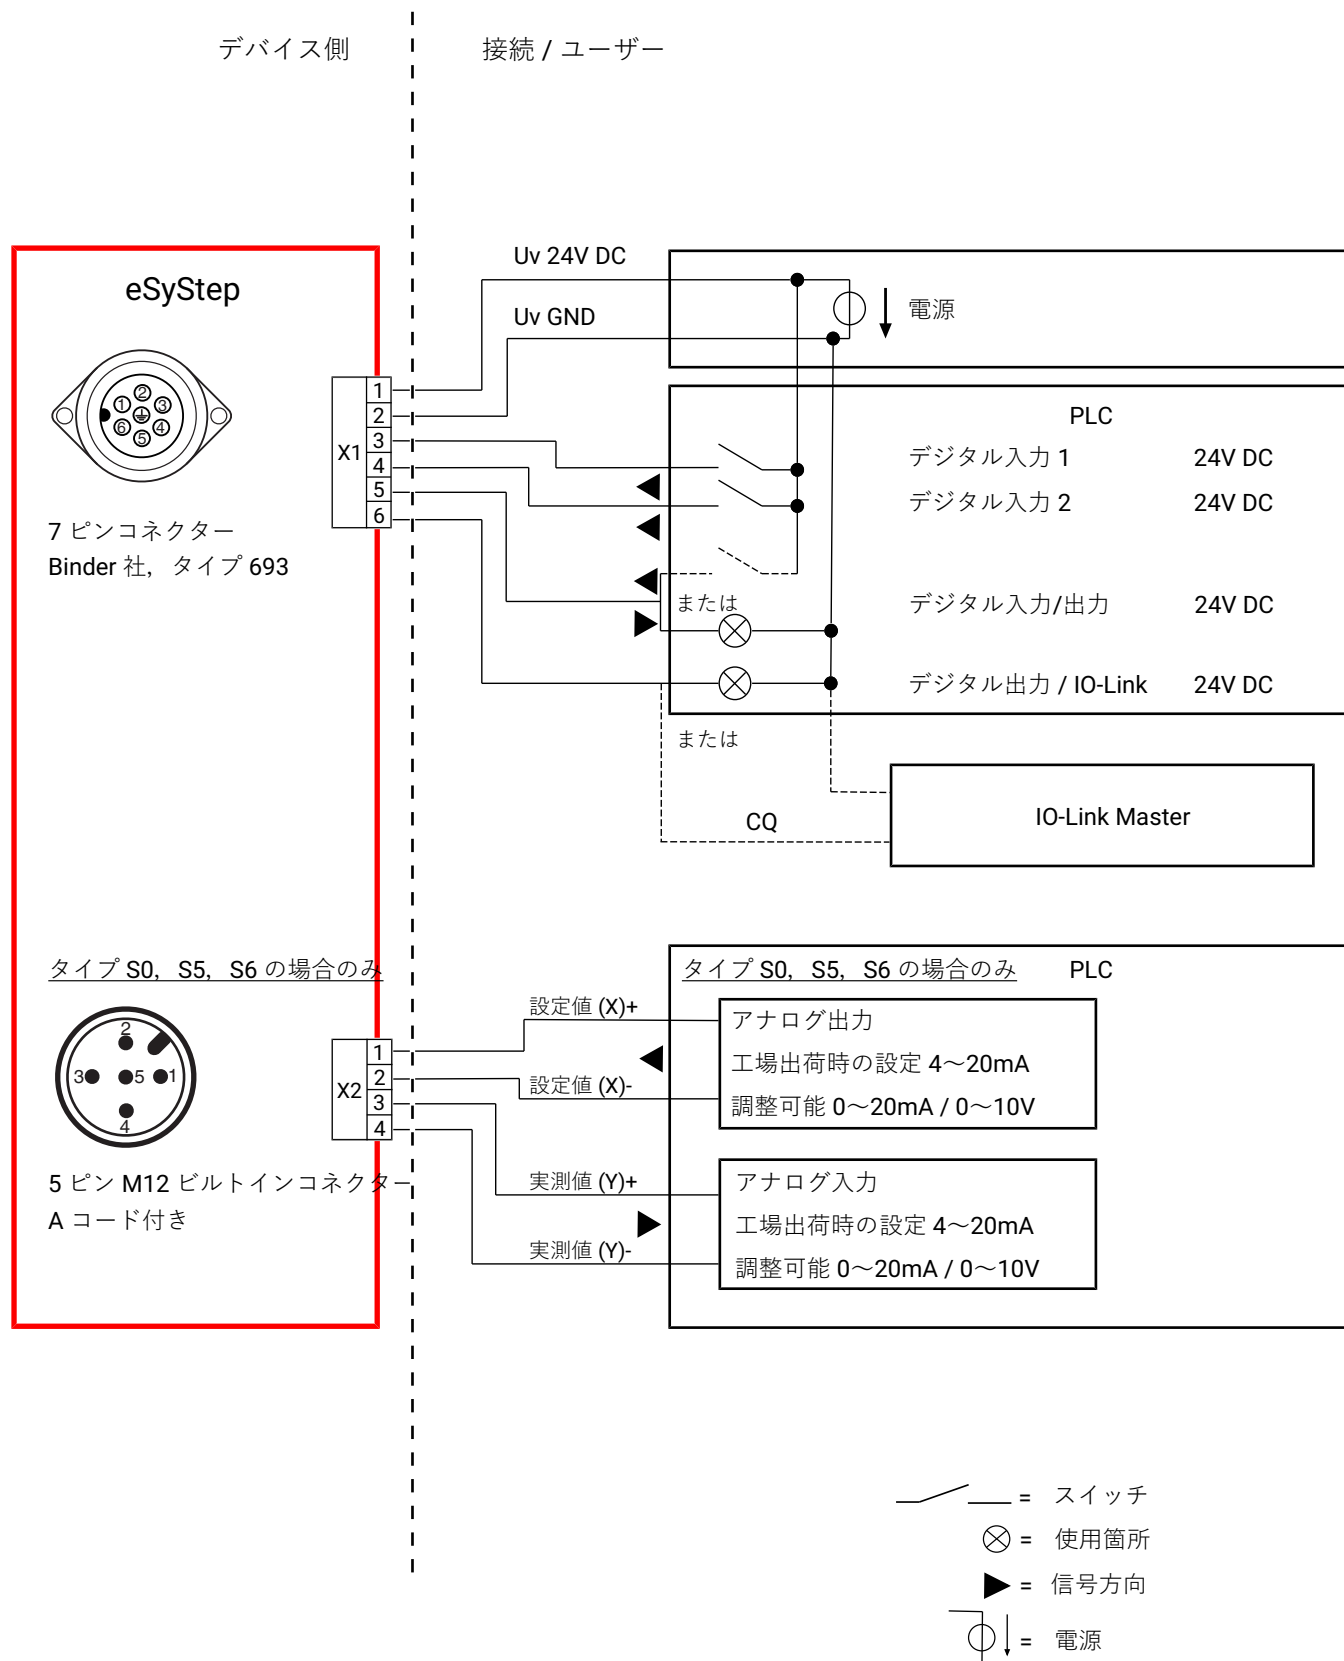 デバイス側
接続 / ユーザー
eSyStep
Uv 24V DC
Uv GND
電源
1
2
3
4
5
6
X1
1
2
3
4
5
6
7 ピンコネクター
Binder 社, タイプ 693
PLC
デジタル入力 1 24V DC
デジタル入力 2 24V DC
または
デジタル入力/出力 24V DC
デジタル出力 / IO-Link 24V DC
または
CQ
IO-Link Master
タイプ S0, S5, S6 の場合のみ
2
3
5
1
4
X2
1
2
3
4
5 ピン M12 ビルトインコネクター
A コード付き
タイプ S0, S5, S6 の場合のみ PLC
設定値 (X)+
設定値 (X)-
実測値 (Y)+
実測値 (Y)-
アナログ出力
工場出荷時の設定 4～20mA
調整可能 0～20mA / 0～10V
アナログ入力
工場出荷時の設定 4～20mA
調整可能 0～20mA / 0～10V
= スイッチ
= 使用箇所
= 信号方向
= 電源